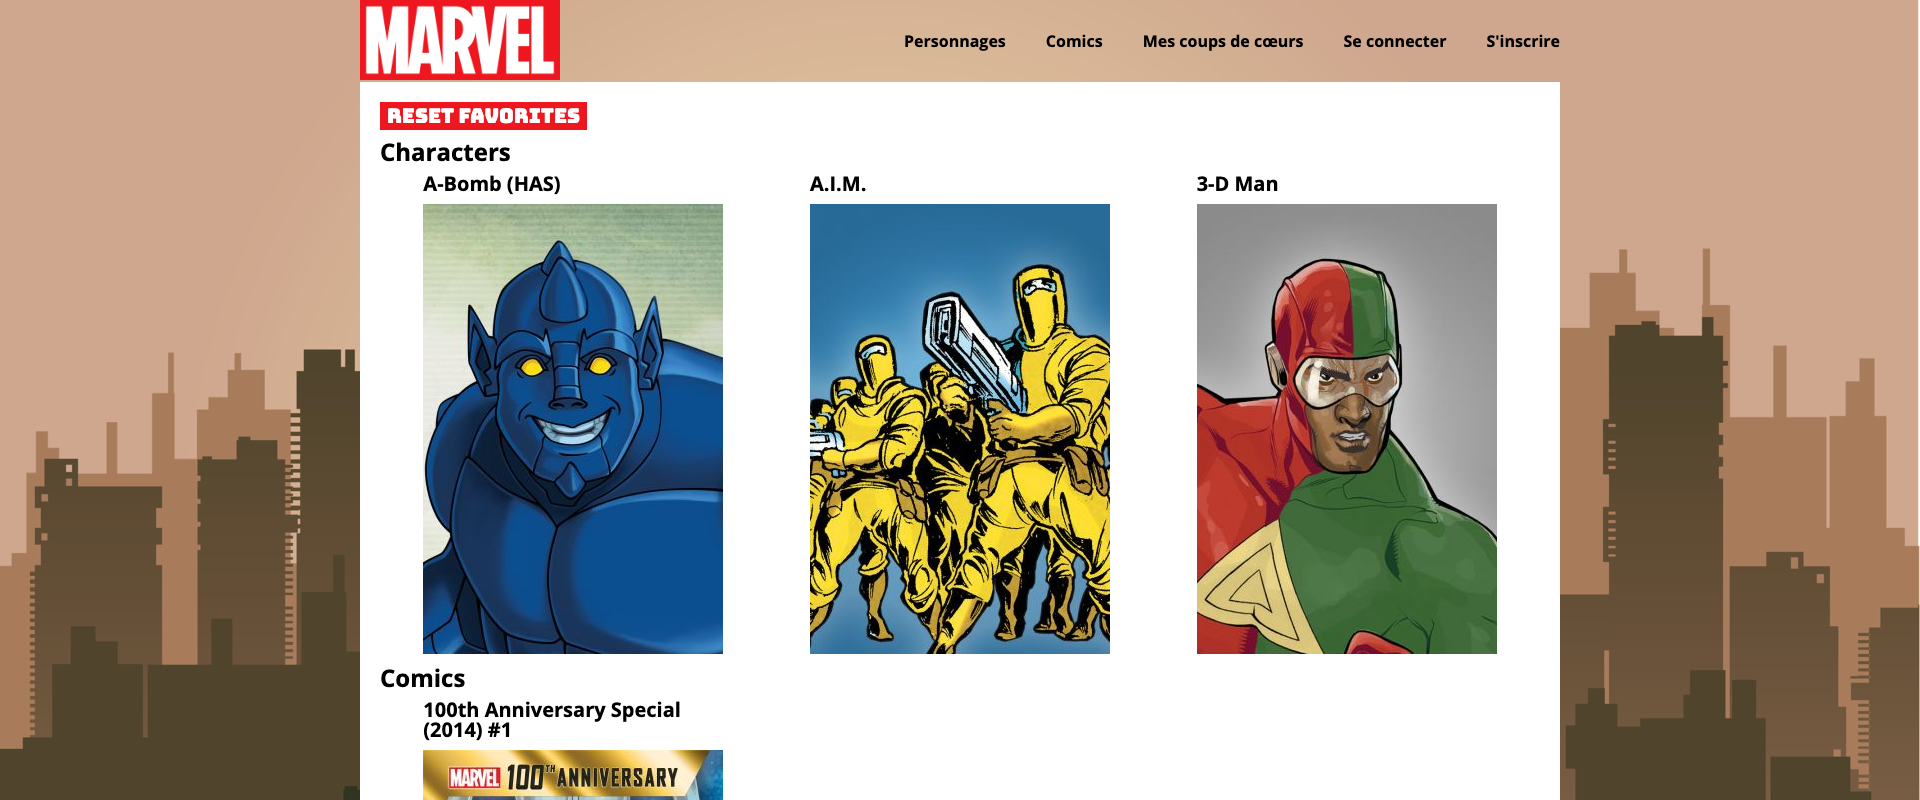 MARVEL
Personnages Comics Mes coups de cœurs Se connecter S'inscrire
RESET FAVORITES
Characters
A-Bomb (HAS) A.I.M. 3-D Man
Comics
100th Anniversary Special
(2014) #1
MARVEL 100TH ANNIVERSARY